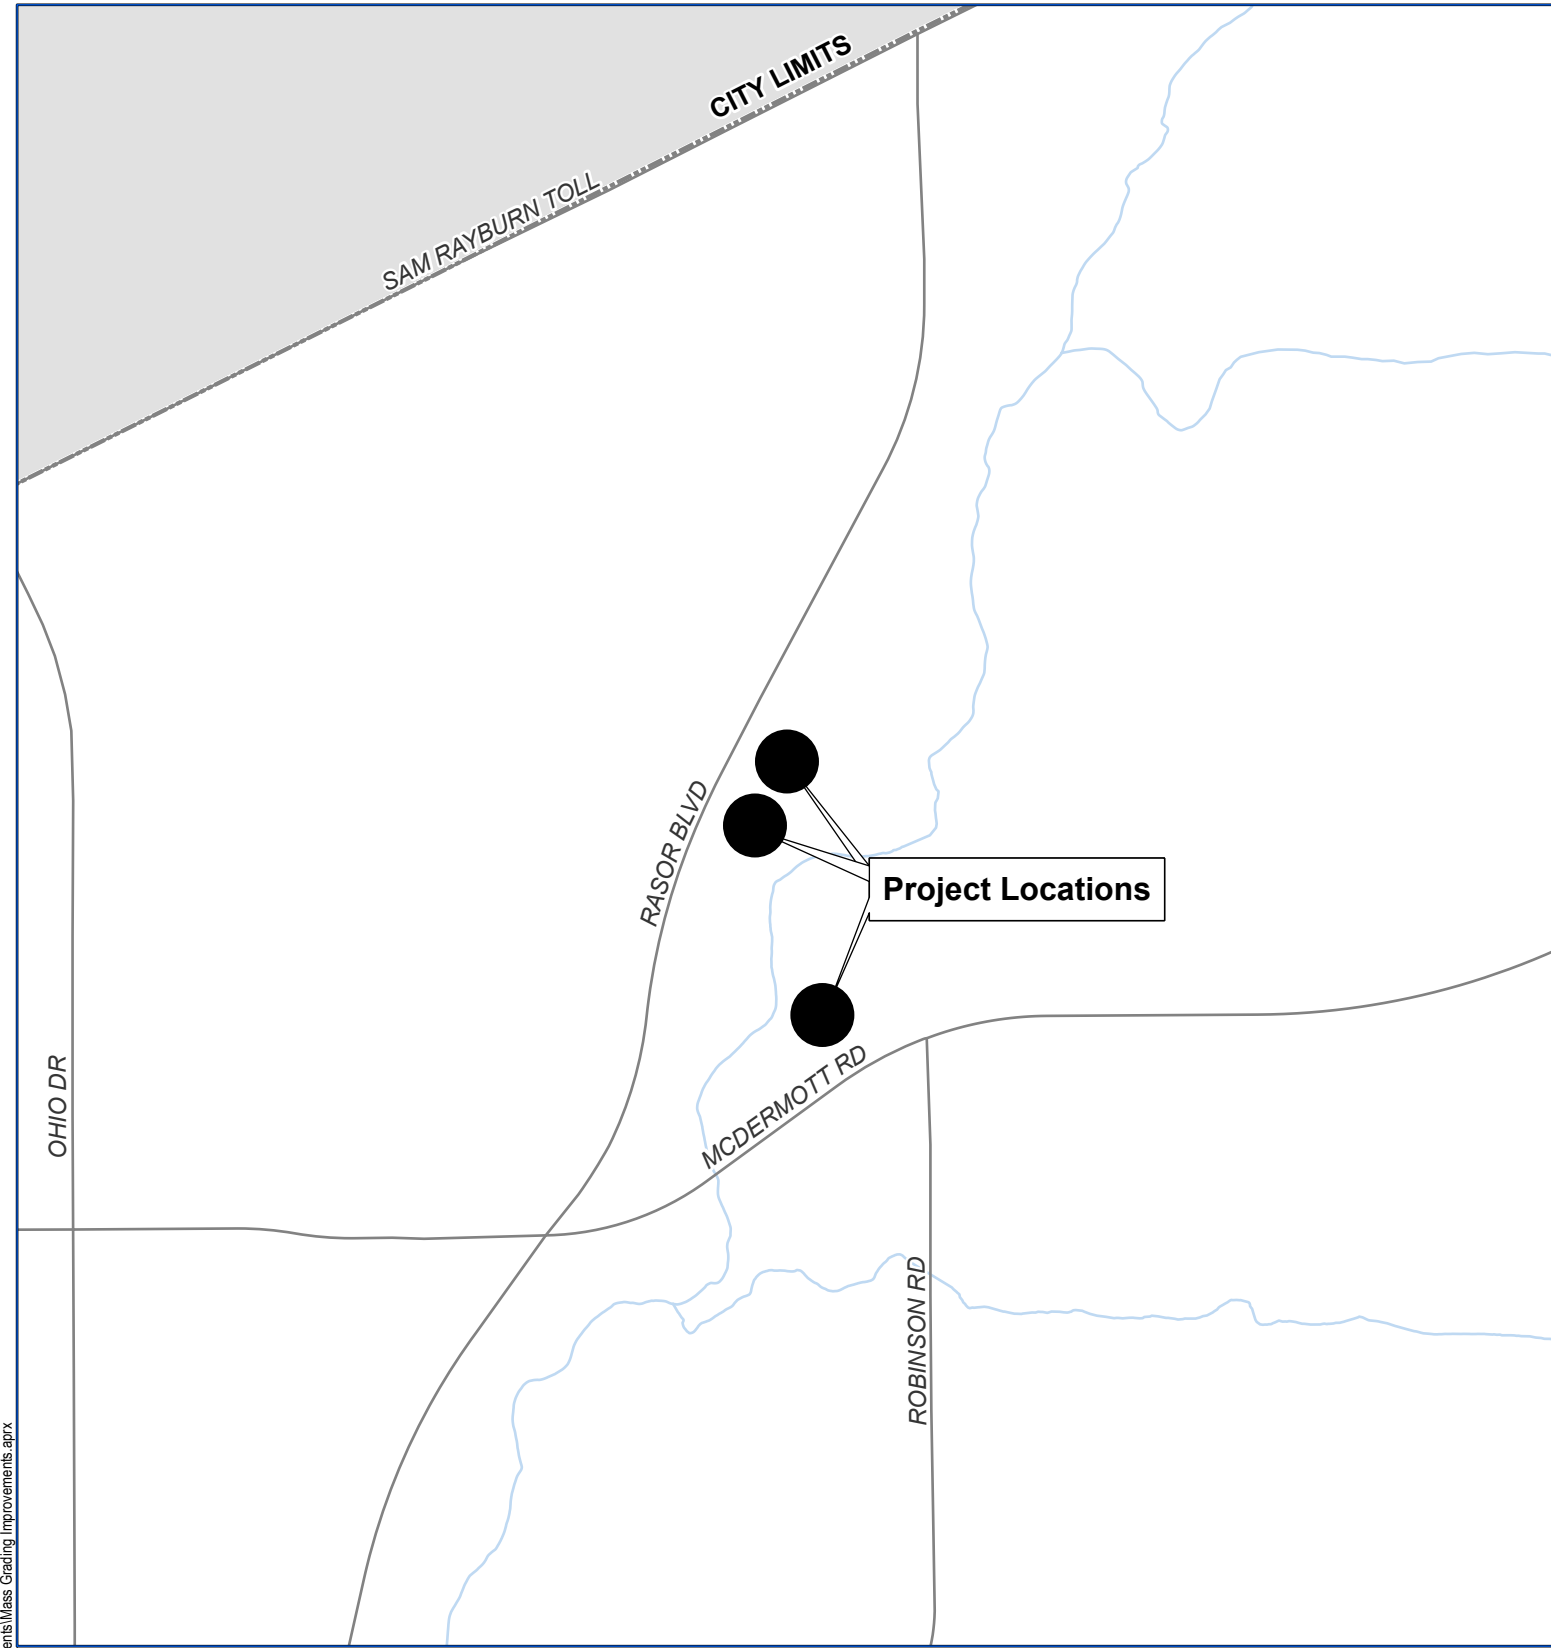 CITY LIMITS
SAM RAYBURN TOLL
RASOR BLVD
Project Locations
OHIO DR
MCDERMOTT RD
ROBINSON RD
ents\Mass Grading Improvements.aprx